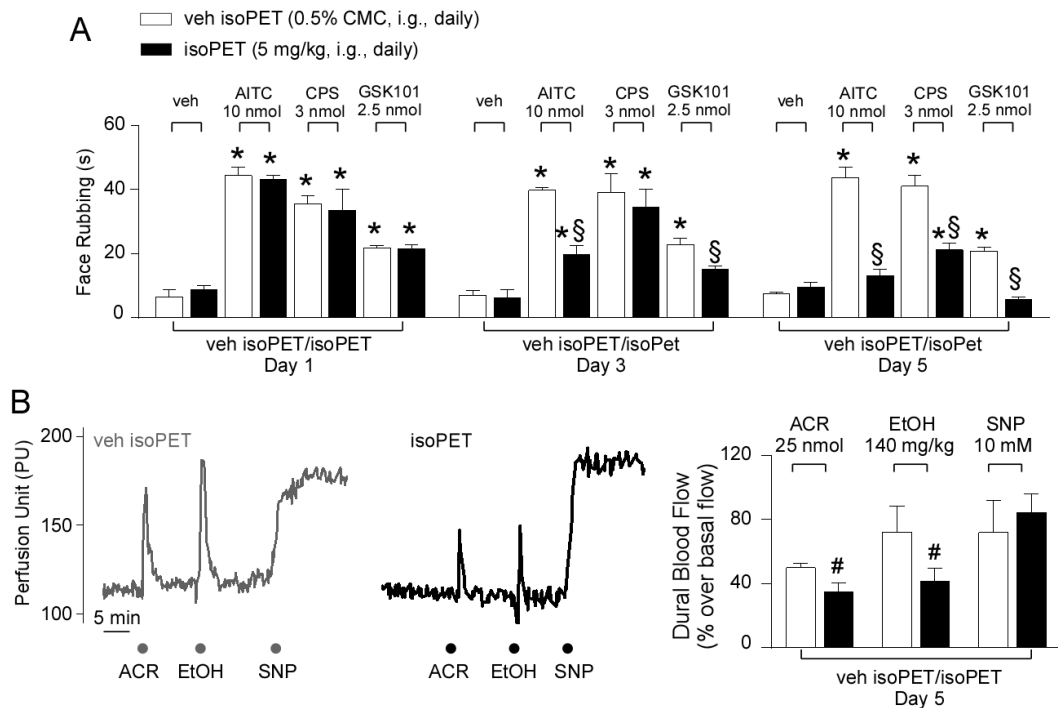 A
veh isoPET (0.5% CMC, i.g., daily)
isoPET (5 mg/kg, i.g., daily)
veh
AITC
10 nmol
CPS
3 nmol
GSK101
2.5 nmol
veh
AITC
10 nmol
CPS
3 nmol
GSK101
2.5 nmol
veh
AITC
10 nmol
CPS
3 nmol
GSK101
2.5 nmol
Face Rubbing (s)
60
40
20
0
* * * * * *
* * § * * §
* § * * § * §
veh isoPET/isoPET
Day 1
veh isoPET/isoPet
Day 3
veh isoPET/isoPet
Day 5
B
Perfusion Unit (PU)
200
150
100
veh isoPET
5 min
ACR EtOH SNP
isoPET
ACR EtOH SNP
ACR
25 nmol
EtOH
140 mg/kg
SNP
10 mM
Dural Blood Flow
(% over basal flow)
120
80
40
0
# #
veh isoPET/isoPET
Day 5